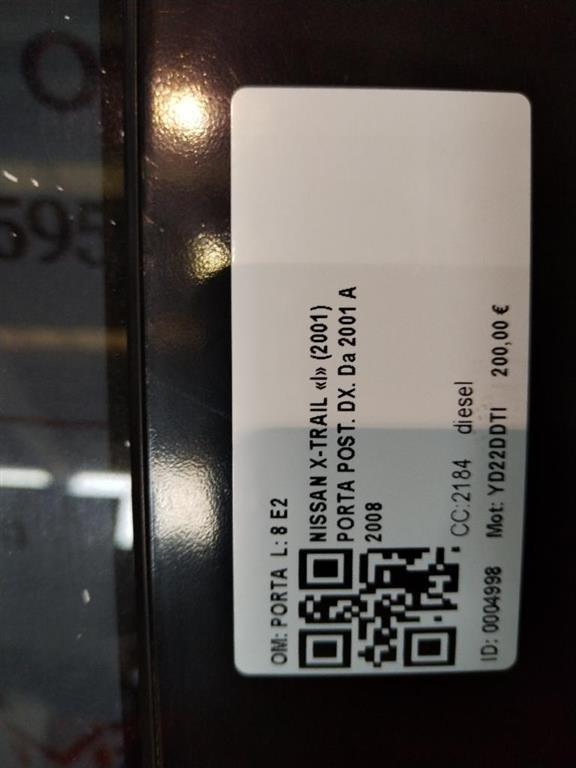 OM: PORTA L: 8 E2
NISSAN X-TRAIL «I» (2001)
PORTA POST. DX. Da 2001 A
2008
CC:2184 diesel
ID: 0004998 Mot: YD22DDTI 200,00 €
595